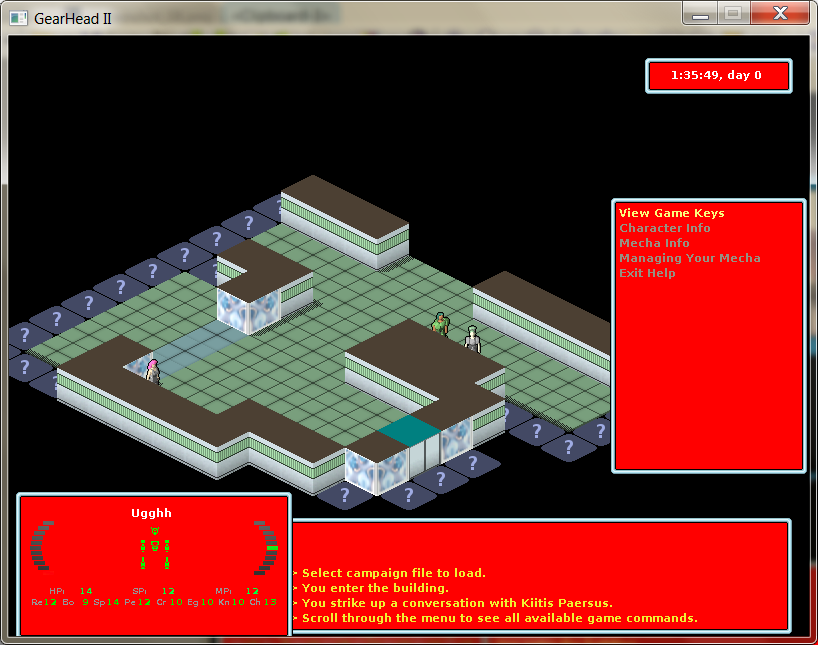 GearHead II
1:35:49, day 0
View Game Keys
Character Info
Mecha Info
Managing Your Mecha
Exit Help
Ugghh
HP: 14 SP: 12 MP: 12
Re12 Bo 9 Sp14 Pe12 Cr10 Eg10 Kn10 Ch13
> Select campaign file to load.
> You enter the building.
> You strike up a conversation with Kiitis Paersus.
> Scroll through the menu to see all available game commands.
? ? ? ? ? ? ? ? ? ? ? ? ? ? ? ? ? ?